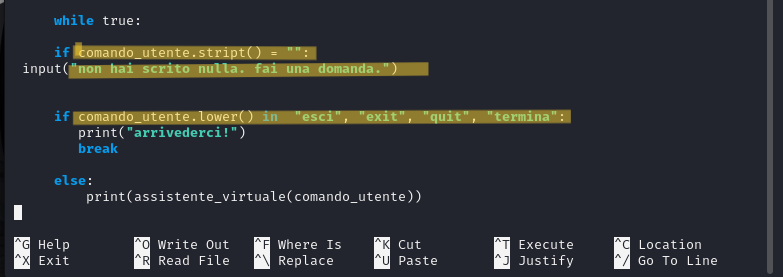 while true:
if comando_utente.stript() = "":
input("non hai scrito nulla. fai una domanda.")
if comando_utente.lower() in "esci", "exit", "quit", "termina":
print("arrivederci!")
break
else:
print(assistente_virtuale(comando_utente))
^G Help ^O Write Out ^F Where Is ^K Cut ^T Execute ^C Location
^X Exit ^R Read File ^\ Replace ^U Paste ^J Justify ^/ Go To Line